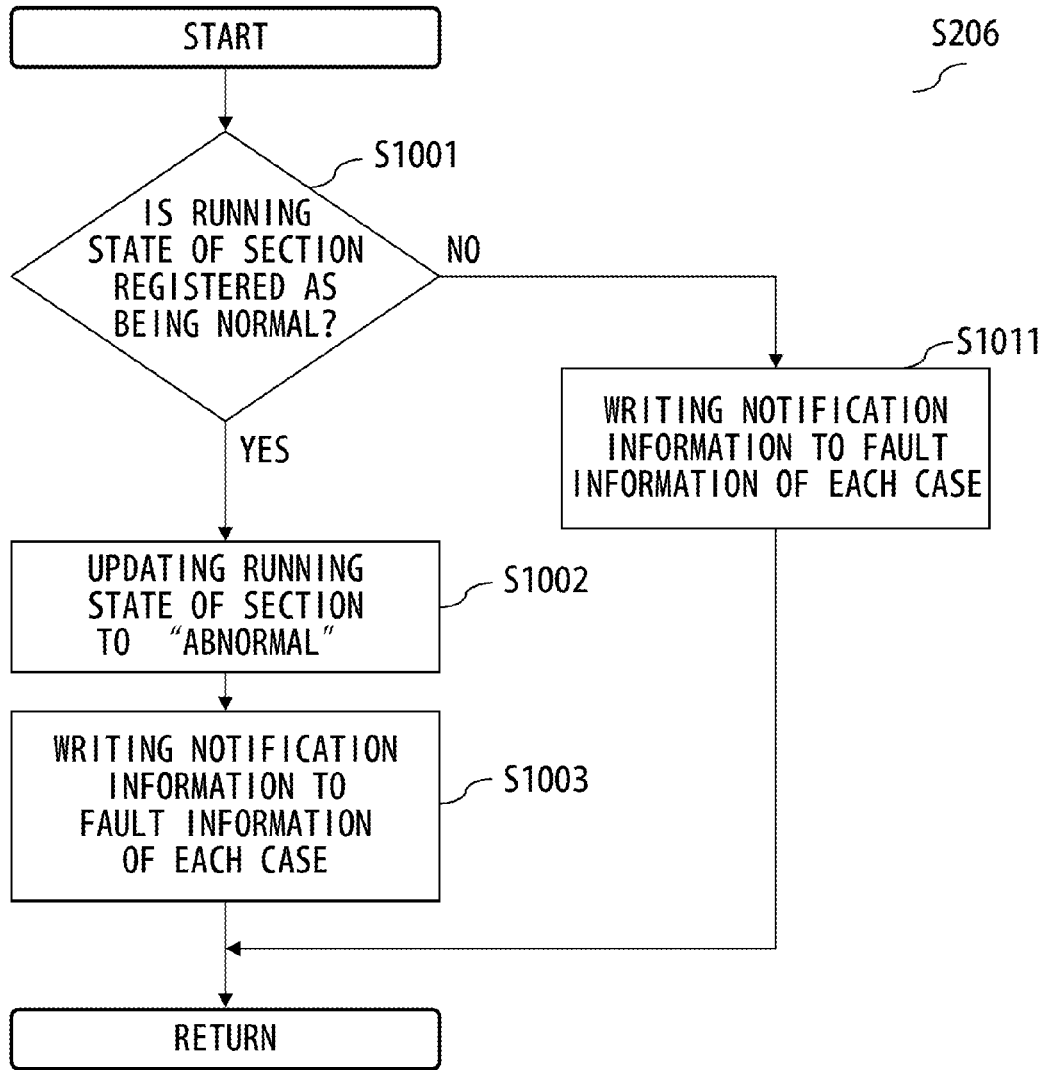 START
S206
S1001
IS RUNNING
STATE OF SECTION
REGISTERED AS
BEING NORMAL?
NO
YES
S1011
WRITING NOTIFICATION
INFORMATION TO FAULT
INFORMATION OF EACH CASE
UPDATING RUNNING
STATE OF SECTION
TO “ABNORMAL”
S1002
WRITING NOTIFICATION
INFORMATION TO
FAULT INFORMATION
OF EACH CASE
S1003
RETURN